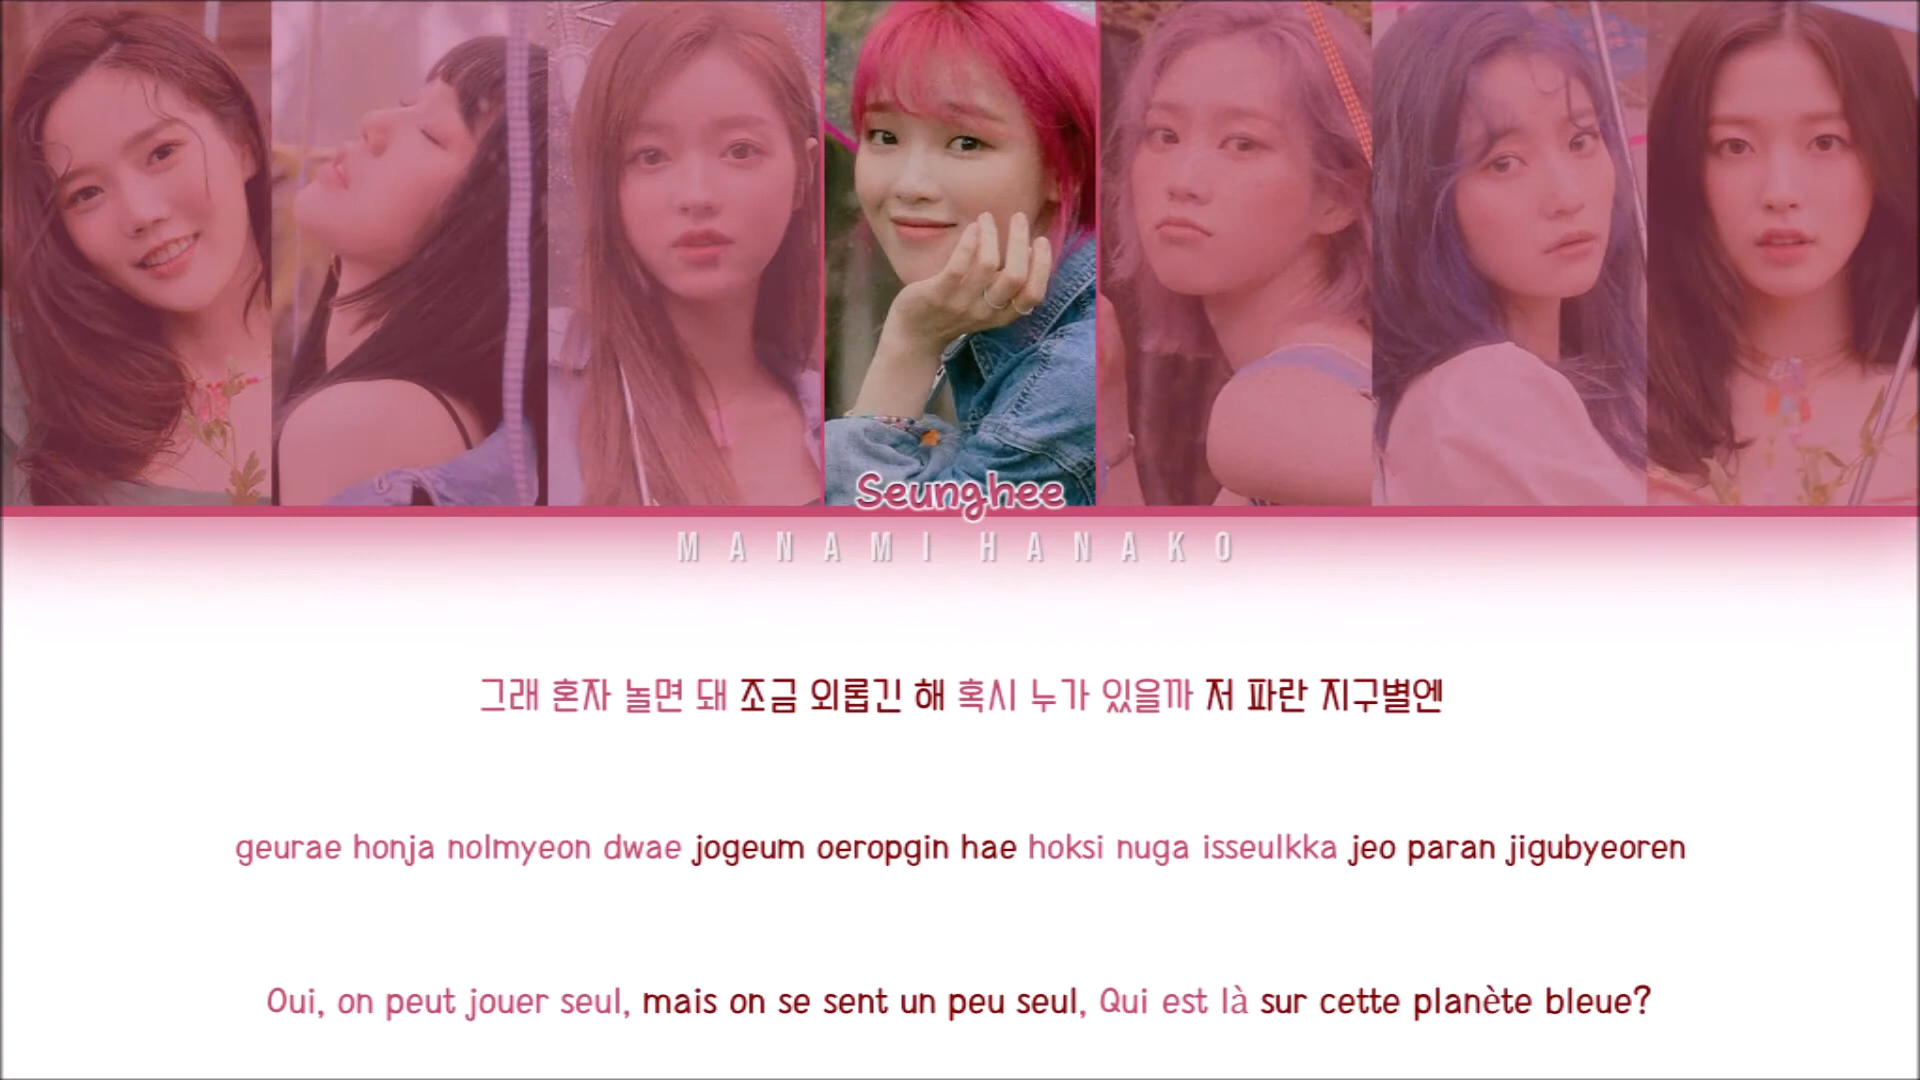 Seunghee
MANAMI HANAKO
그래 혼자 놀면 돼 조금 외롭긴 해 혹시 누가 있을까 저 파란 지구별엔
geurae honja nolmyeon dwae jogeum oeropgin hae hoksi nuga isseulkka jeo paran jigubyeoren
Oui, on peut jouer seul, mais on se sent un peu seul, Qui est là sur cette planète bleue?